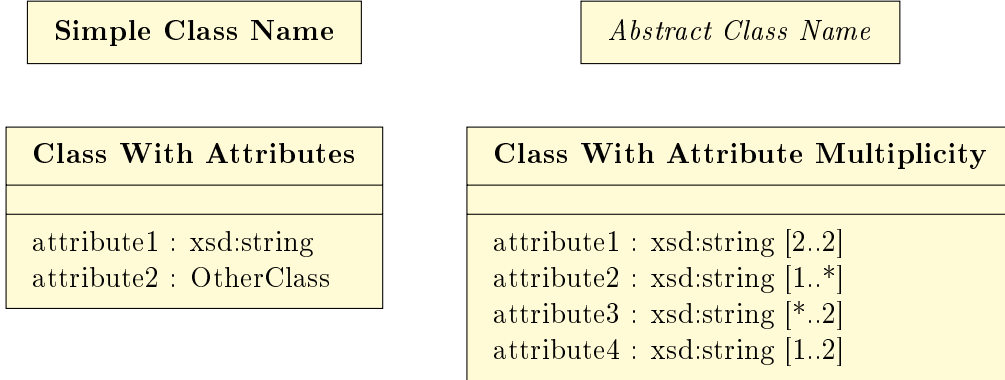 Simple Class Name
Abstract Class Name
Class With Attributes
attribute1 : xsd:string
attribute2 : OtherClass
Class With Attribute Multiplicity
attribute1 : xsd:string [2..2]
attribute2 : xsd:string [1..*]
attribute3 : xsd:string [*..2]
attribute4 : xsd:string [1..2]